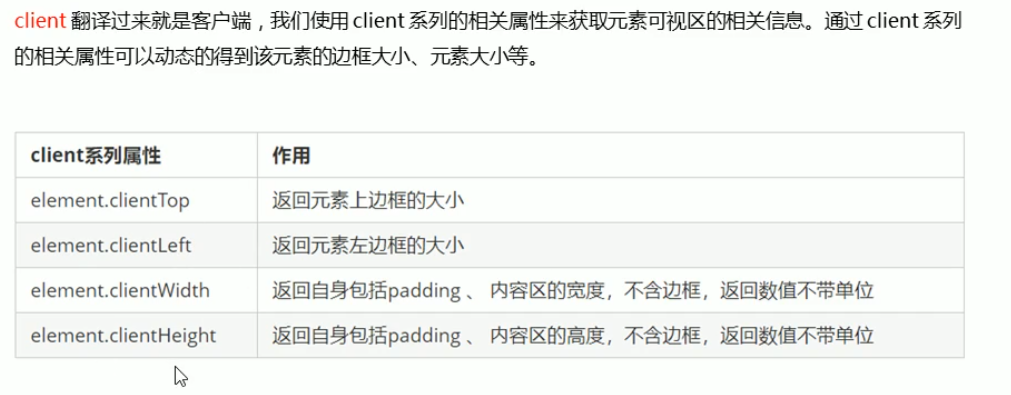 client 翻译过来就是客户端，我们使用 client 系列的相关属性来获取元素可视区的相关信息。通过 client 系列
的相关属性可以动态的得到该元素的边框大小、元素大小等。
client系列属性 作用
element.clientTop 返回元素上边框的大小
element.clientLeft 返回元素左边框的大小
element.clientWidth 返回自身包括padding 、 内容区的宽度，不含边框，返回数值不带单位
element.clientHeight 返回自身包括padding 、 内容区的高度，不含边框，返回数值不带单位